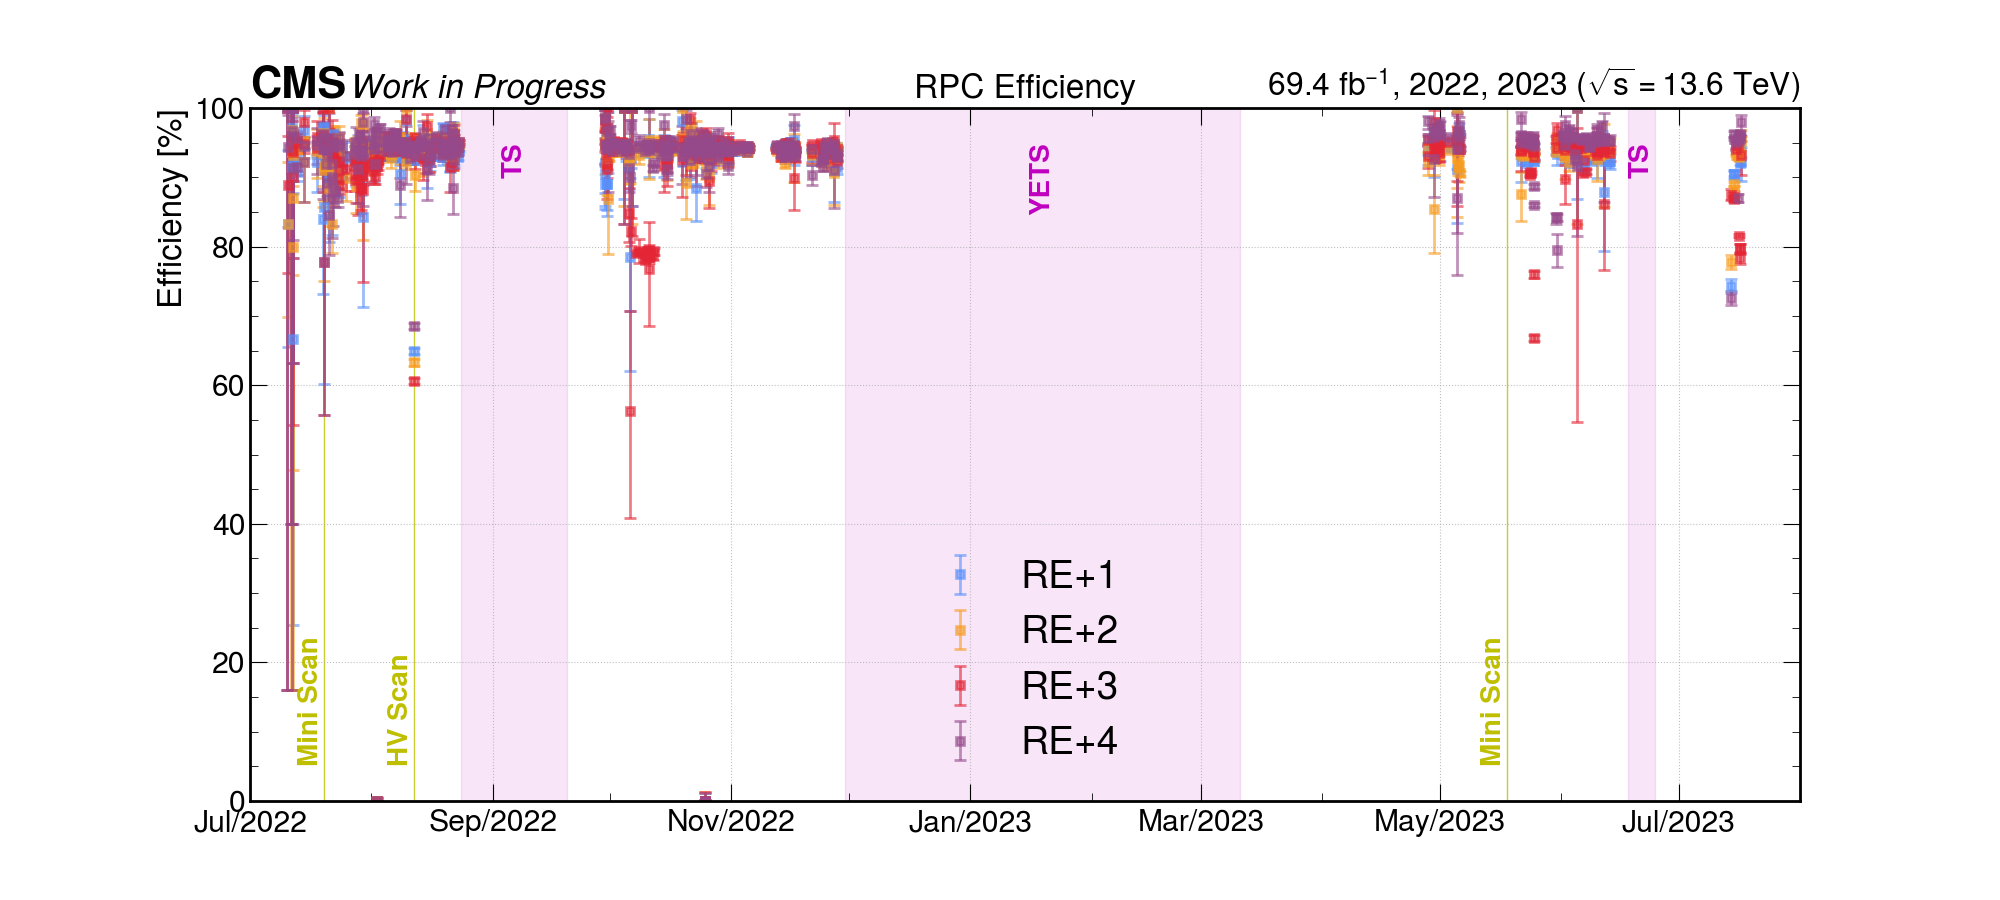 CMS Work in Progress RPC Efficiency 69.4 fb⁻¹, 2022, 2023 (√s = 13.6 TeV)
Efficiency [%]
100
80
60
40
20
0
TS
YETS
TS
Mini Scan
HV Scan
Mini Scan
RE+1
RE+2
RE+3
RE+4
Jul/2022 Sep/2022 Nov/2022 Jan/2023 Mar/2023 May/2023 Jul/2023